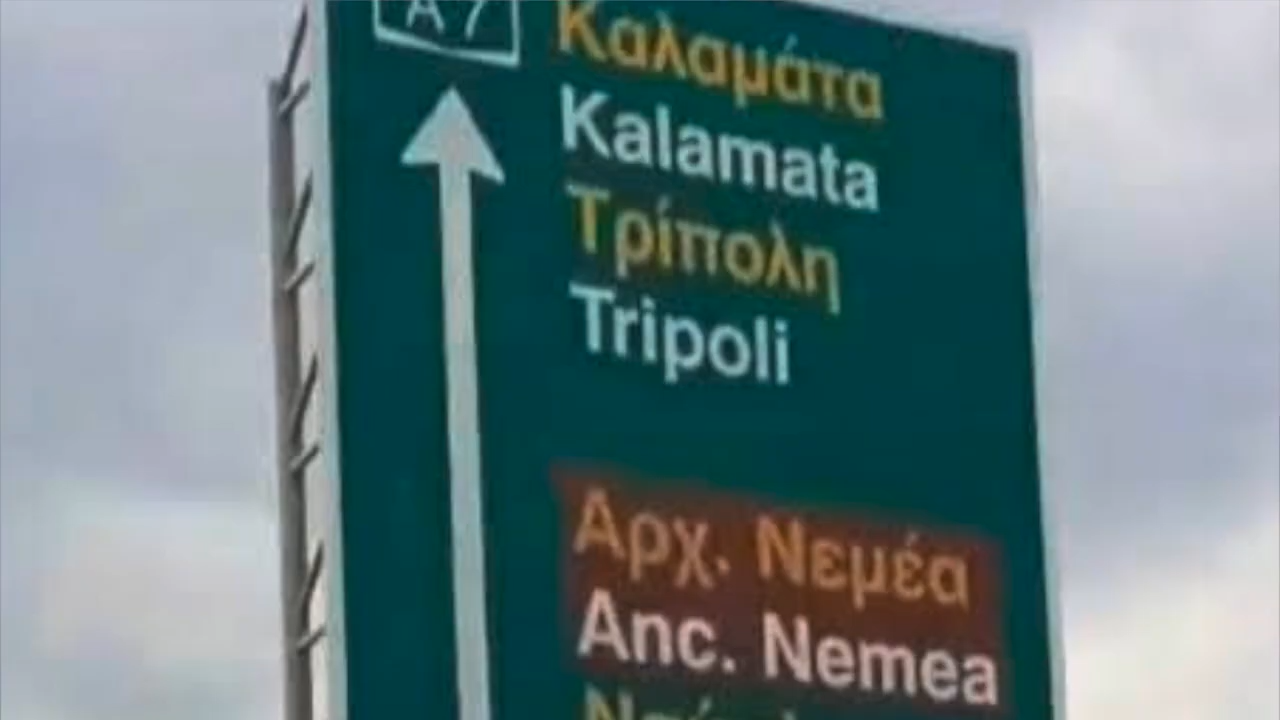 A7
Καλαμάτα
Kalamata
Τρίπολη
Tripoli
Αρχ. Νεμέα
Anc. Nemea